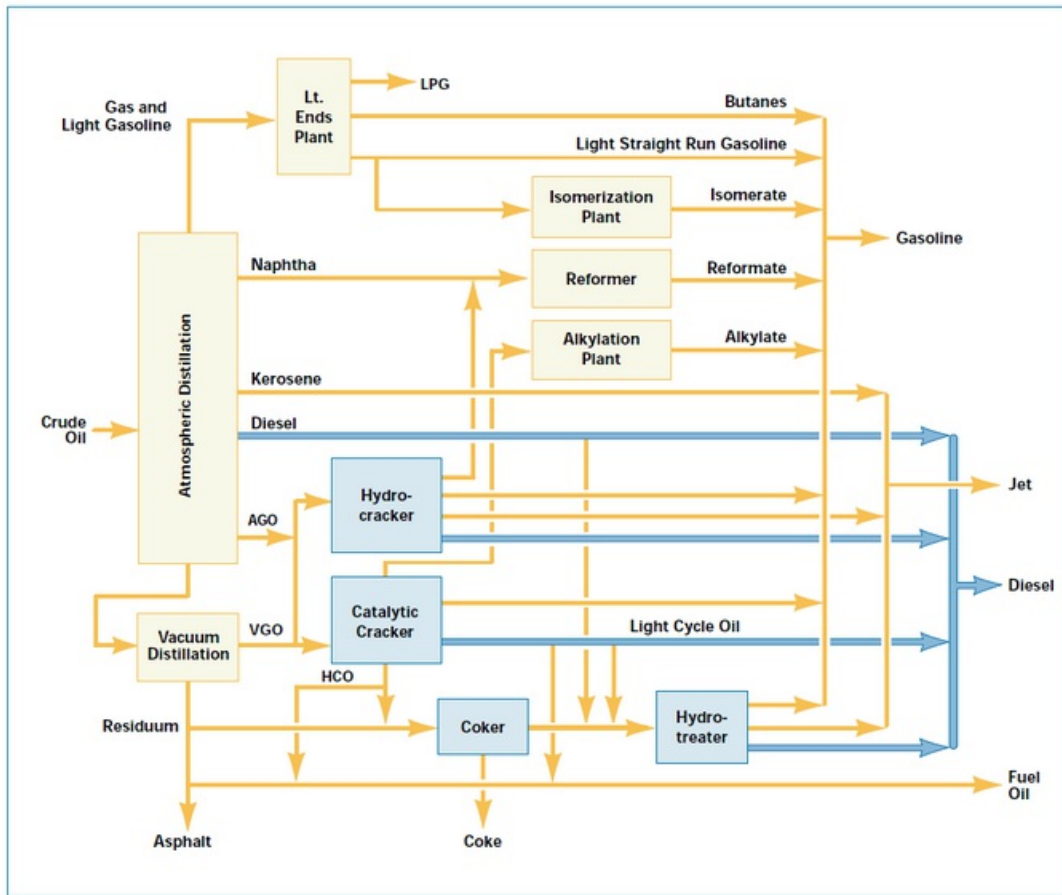 LPG
Gas and
Light Gasoline
Lt.
Ends
Plant
Butanes
Light Straight Run Gasoline
Isomerization
Plant
Isomerate
Gasoline
Naphtha
Reformer
Reformate
Alkylation
Plant
Alkylate
Atmospheric Distillation
Kerosene
Crude
Oil
Diesel
Hydro-
cracker
Jet
AGO
Catalytic
Cracker
Diesel
Vacuum
Distillation
VGO
Light Cycle Oil
HCO
Residuum
Coker
Hydro-
treater
Fuel
Oil
Asphalt
Coke